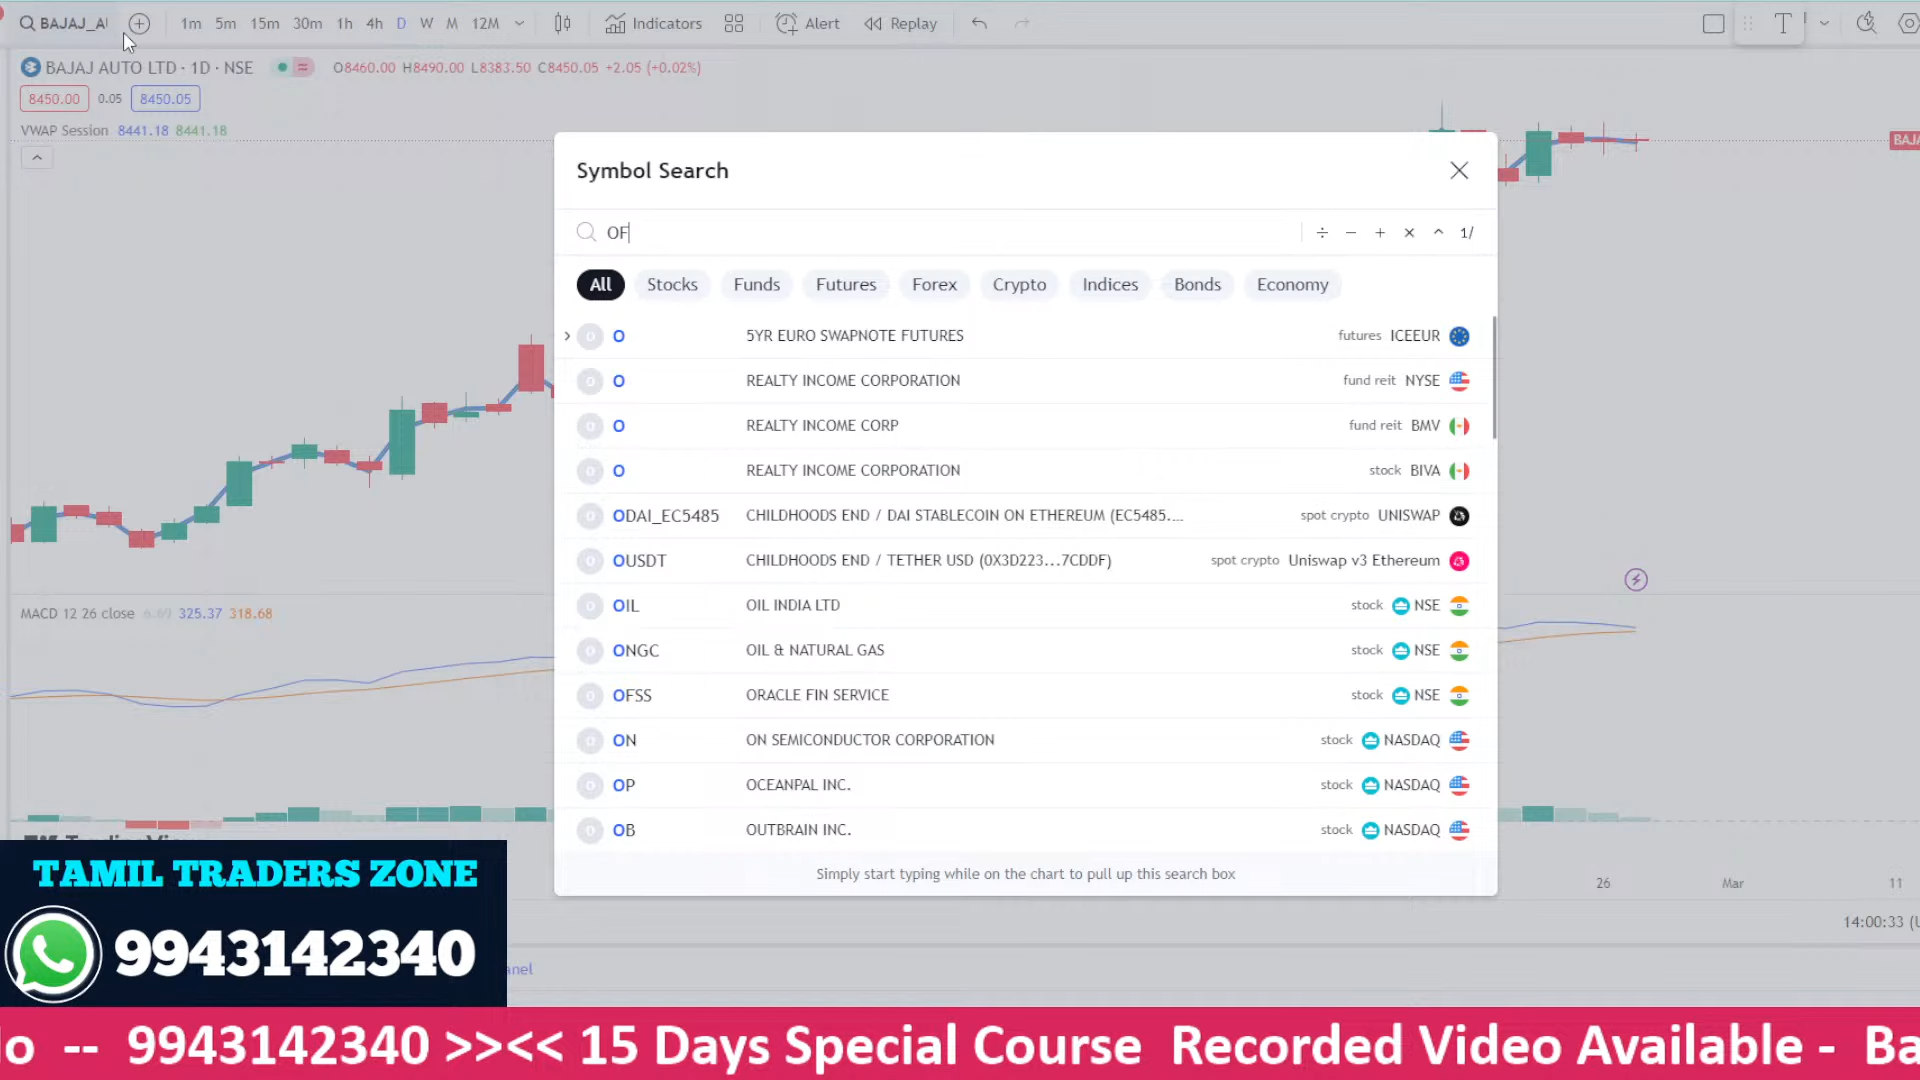 BAJAJ_A 1m 5m 15m 30m 1h 4h D W M 12M Indicators Alert Replay T
BAJAJ AUTO LTD · 1D · NSE O8460.00 H8490.00 L8383.50 C8450.05 +2.05 (+0.02%)
8450.00 0.05 8450.05
VWAP Session 8441.18 8441.18
BAJA
Symbol Search
OF
÷ − + × ^ 1/
All Stocks Funds Futures Forex Crypto Indices Bonds Economy
O 5YR EURO SWAPNOTE FUTURES futures ICEEUR
O REALTY INCOME CORPORATION fund reit NYSE
O REALTY INCOME CORP fund reit BMV
O REALTY INCOME CORPORATION stock BIVA
ODAI_EC5485 CHILDHOODS END / DAI STABLECOIN ON ETHEREUM (EC5485.... spot crypto UNISWAP
OUSDT CHILDHOODS END / TETHER USD (0X3D223...7CDDF) spot crypto Uniswap v3 Ethereum
OIL OIL INDIA LTD stock NSE
ONGC OIL & NATURAL GAS stock NSE
OFSS ORACLE FIN SERVICE stock NSE
ON ON SEMICONDUCTOR CORPORATION stock NASDAQ
OP OCEANPAL INC. stock NASDAQ
OB OUTBRAIN INC. stock NASDAQ
Simply start typing while on the chart to pull up this search box
MACD 12 26 close 6.69 325.37 318.68
26 Mar 11
14:00:33 (U
TAMIL TRADERS ZONE
9943142340
anel
lo -- 9943142340 >><< 15 Days Special Course Recorded Video Available - Ba